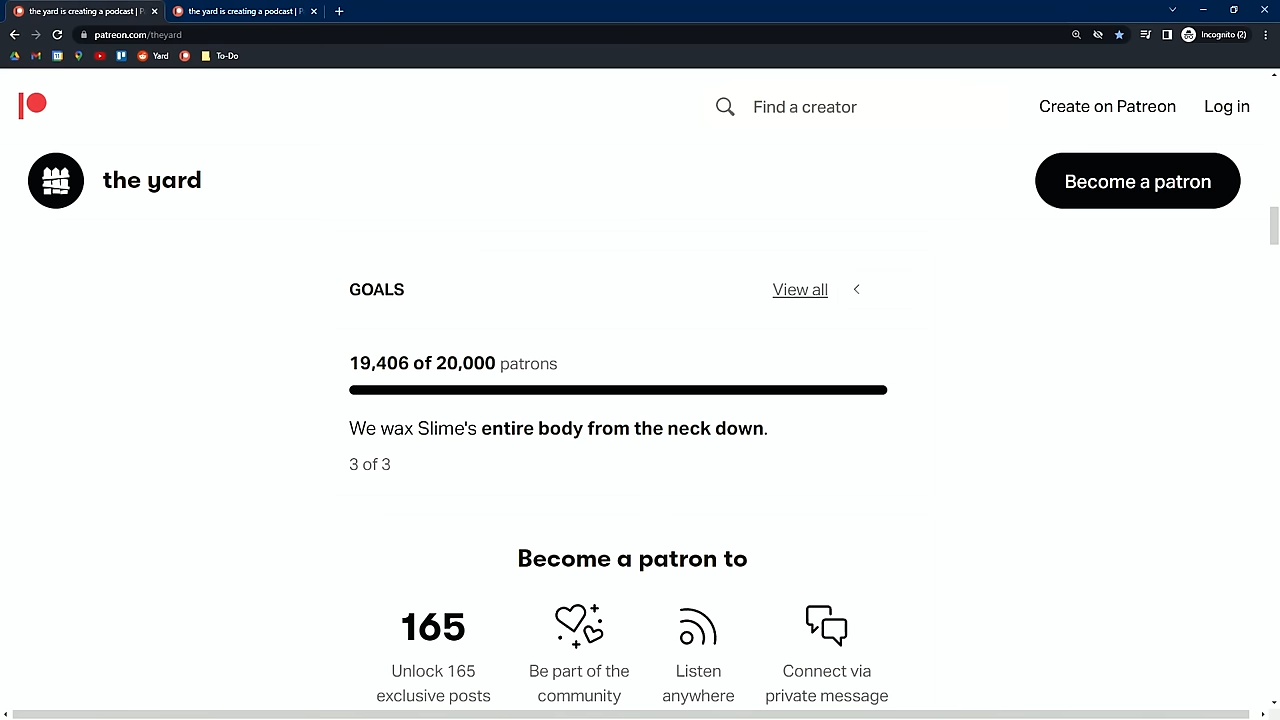 the yard is creating a podcast | P
the yard is creating a podcast | P
patreon.com/theyard
Incognito (2)
Yard
To-Do
Find a creator
Create on Patreon
Log in
the yard
Become a patron
GOALS
View all
19,406 of 20,000 patrons
We wax Slime's entire body from the neck down.
3 of 3
Become a patron to
165
Unlock 165
exclusive posts
Be part of the
community
Listen
anywhere
Connect via
private message